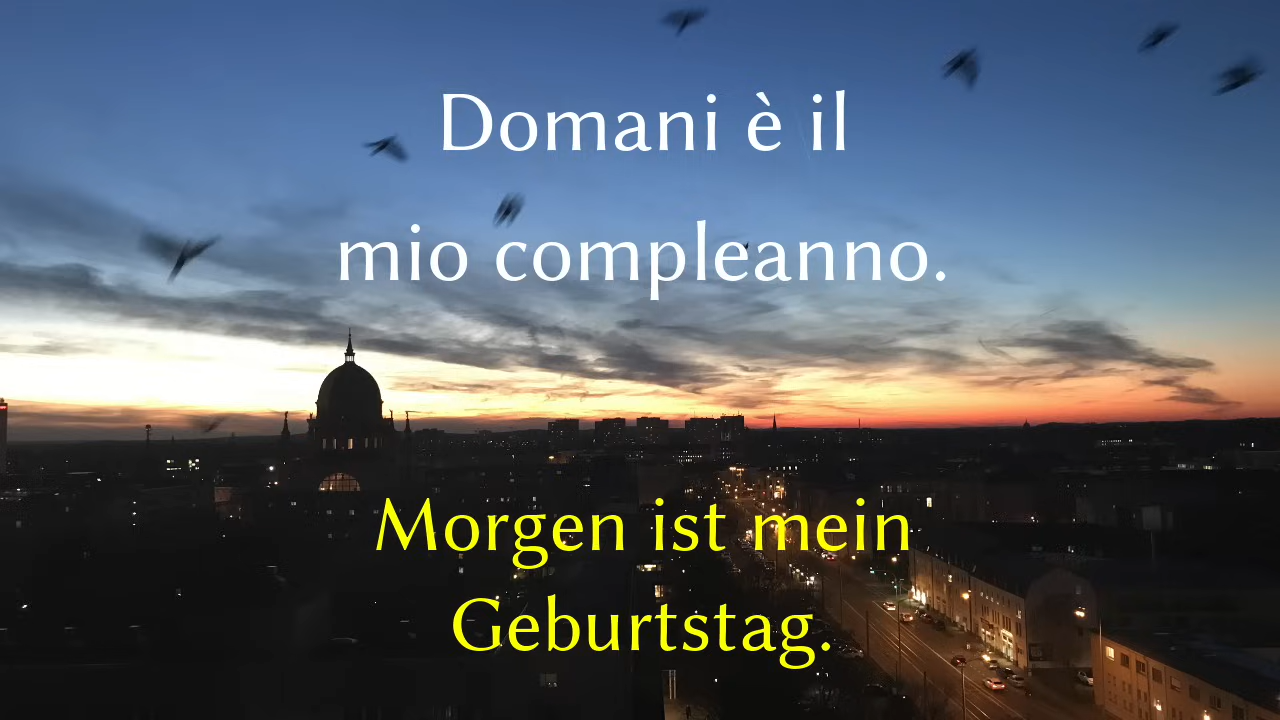 Domani è il
mio compleanno.
Morgen ist mein
Geburtstag.